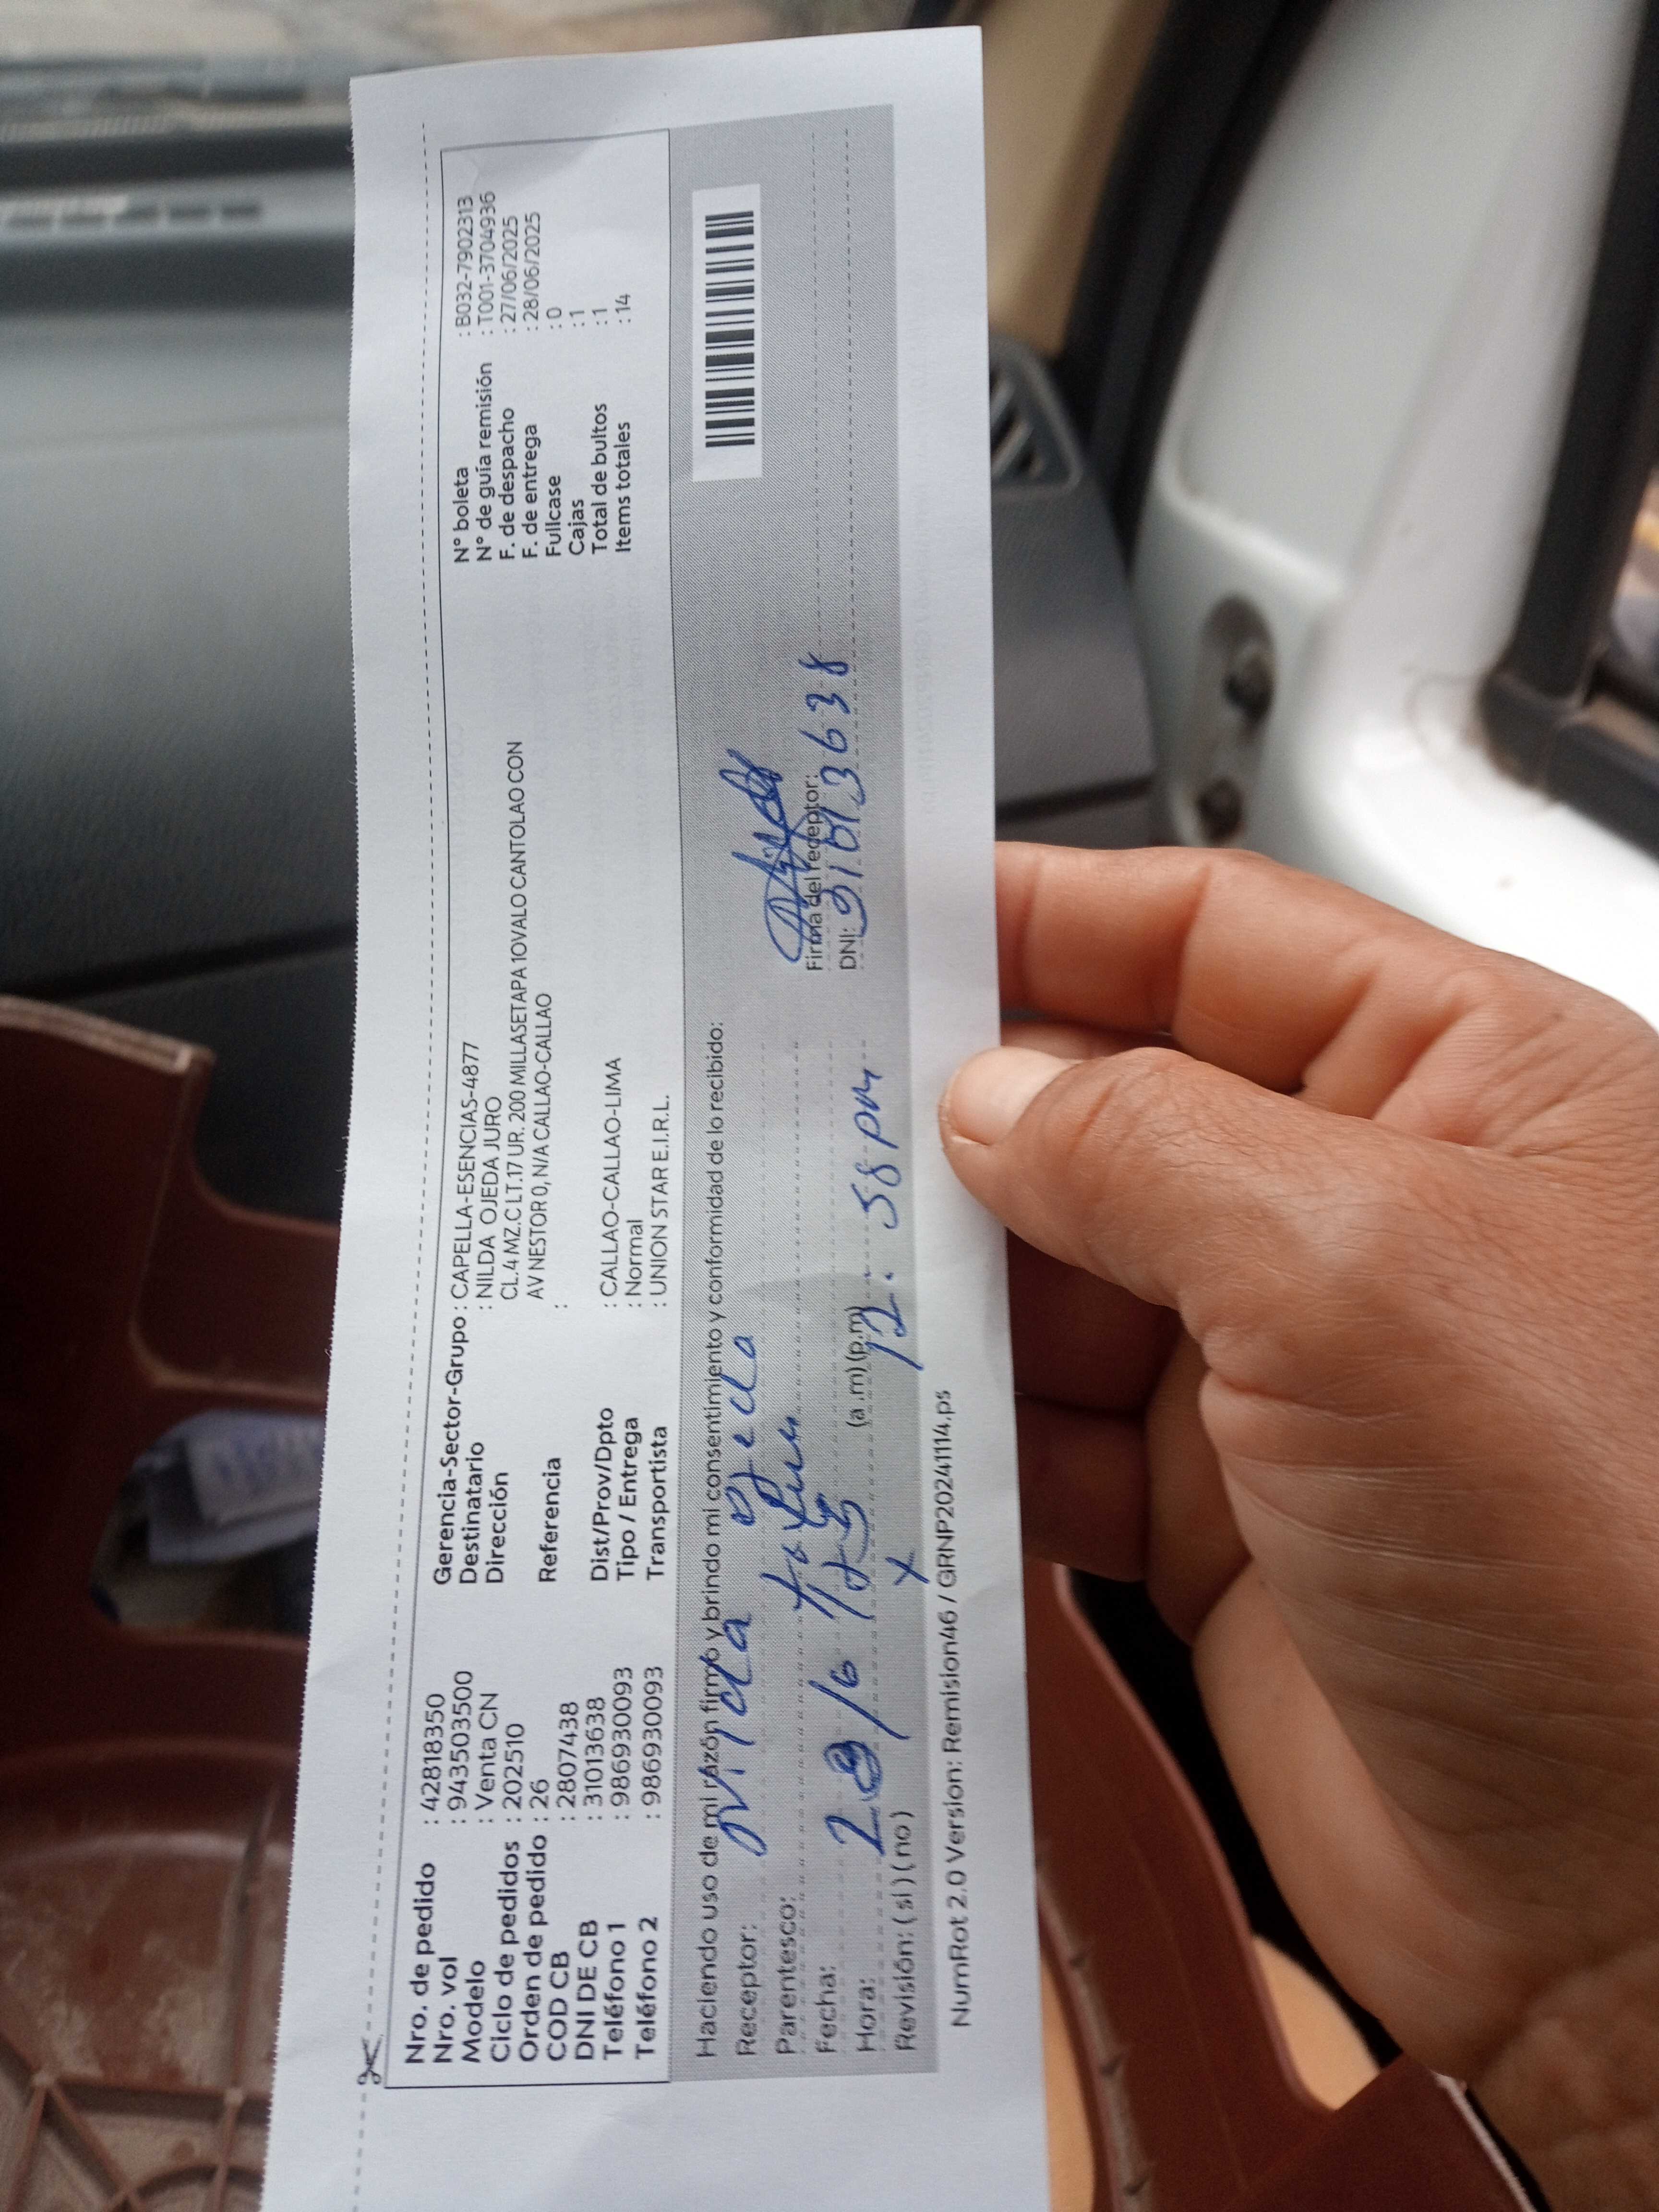 Nro. de pedido : 42818350
Nro. vol : 943503500
Modelo : Venta CN
Ciclo de pedidos : 202510
Orden de pedido : 26
COD CB : 2807438
DNI DE CB : 31013638
Teléfono 1 : 986930093
Teléfono 2 : 986930093
Gerencia-Sector-Grupo : CAPELLA-ESENCIAS-4877
Destinatario : NILDA OJEDA JURO
Dirección CL.4 MZ.C LT.17 UR. 200 MILLASETAPA 1OVALO CANTOLAO CON
AV NESTOR 0, N/A CALLAO-CALLAO
Referencia :
Dist/Prov/Dpto : CALLAO-CALLAO-LIMA
Tipo / Entrega : Normal
Transportista : UNION STAR E.I.R.L.
N° boleta : B032-7902313
N° de guía remisión : T001-3704936
F. de despacho : 27/06/2025
F. de entrega : 28/06/2025
Fullcase : 0
Cajas : 1
Total de bultos : 1
Items totales : 14
Haciendo uso de mi razón firmo y brindo mi consentimiento y conformidad de lo recibido:
Receptor: Nilda Ojeda
Parentesco:
Fecha: 28/6
Hora: (a .m) (p.m) 12. 58 pm
Revisión: ( si ) ( no ) x
Firma del receptor:
DNI: 31013638
NumRot 2.0 Version: Remision46 / GRNP20241114.ps